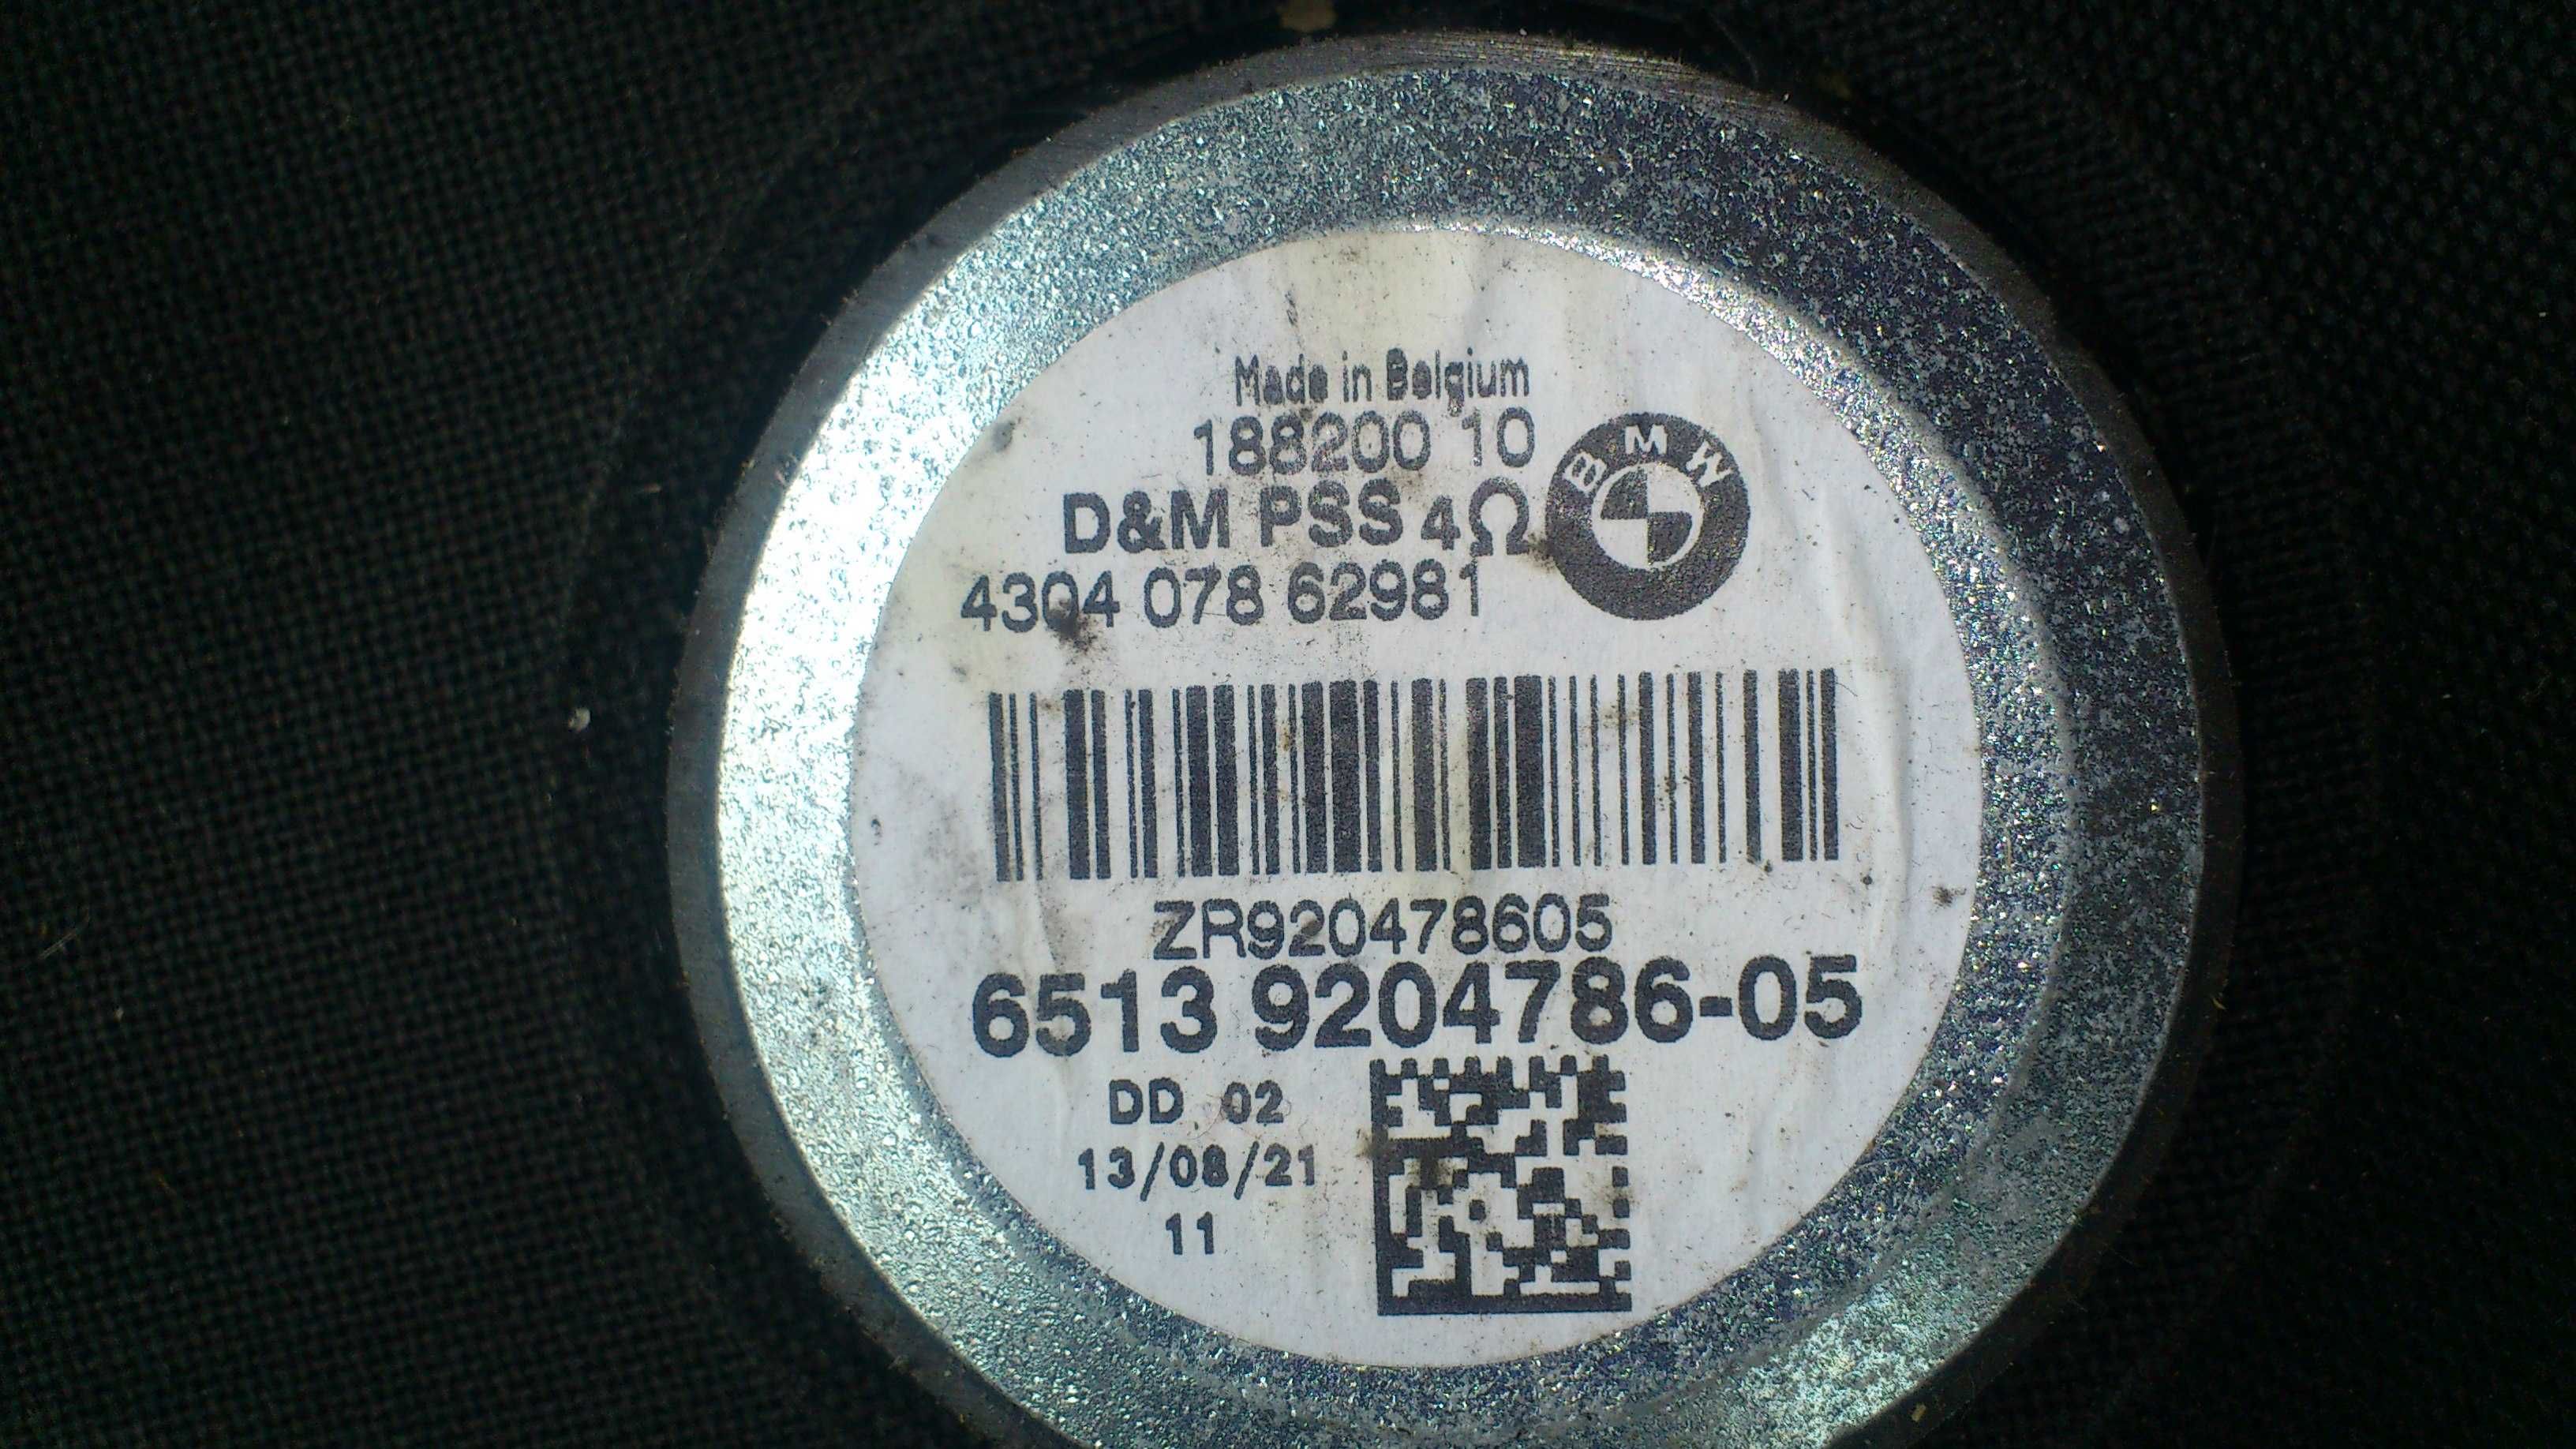 Made in Belgium
188200 10
D&M PSS 4Ω
BMW
4304 078 62981
ZR920478605
6513 9204786-05
DD 02
13/08/21
11